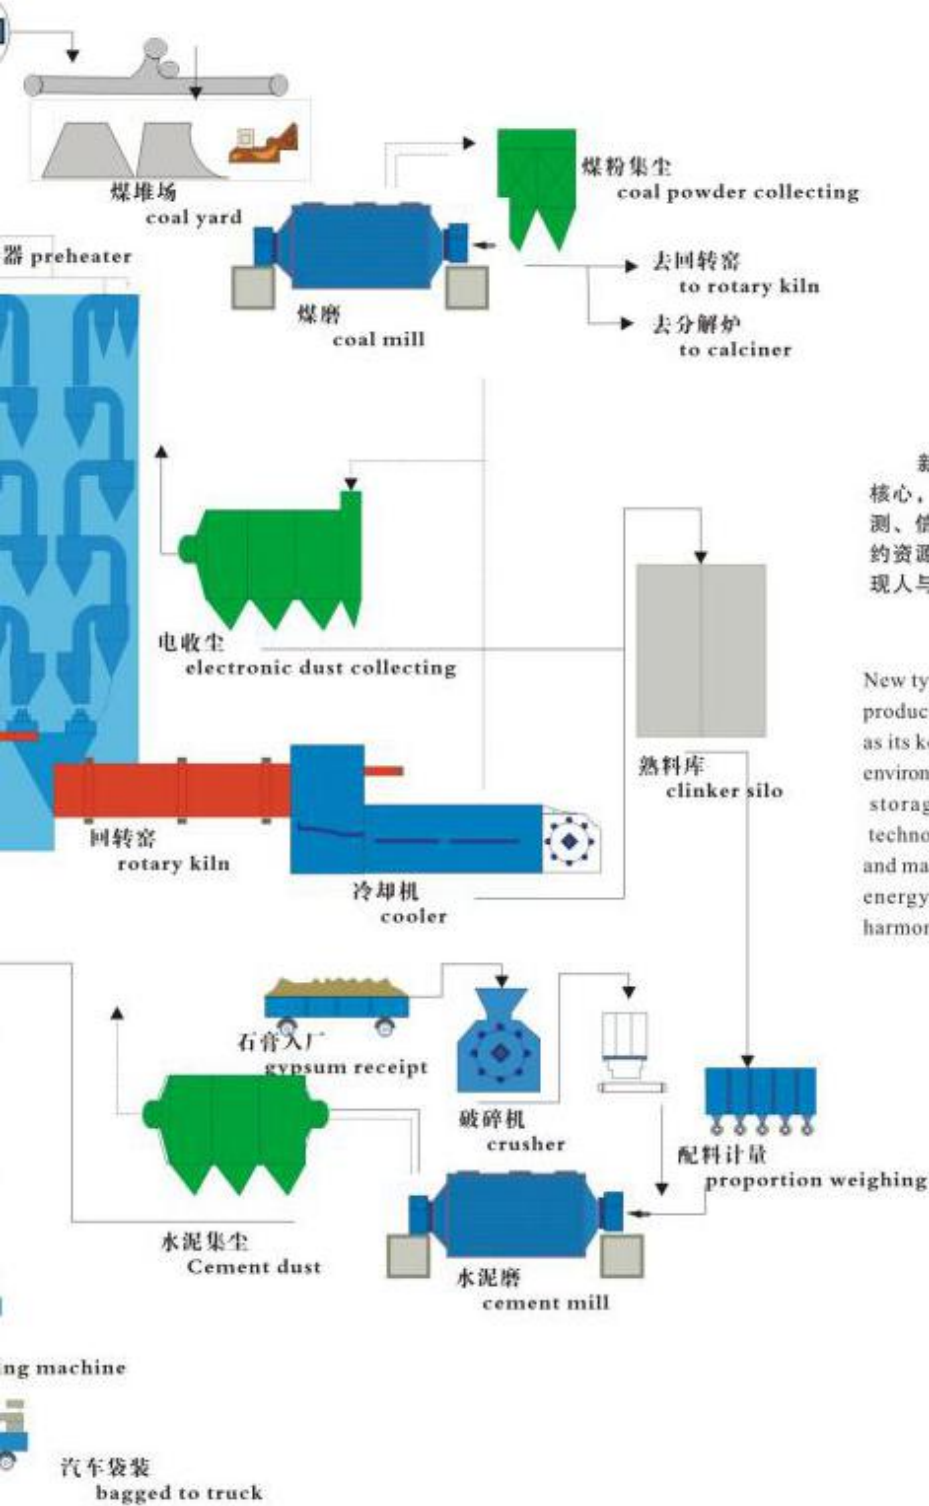 煤堆场
coal yard
煤粉集尘
coal powder collecting
器 preheater
去回转窑
to rotary kiln
煤磨
coal mill
去分解炉
to calciner
电收尘
electronic dust collecting
熟料库
clinker silo
回转窑
rotary kiln
冷却机
cooler
石膏入厂
gypsum receipt
破碎机
crusher
配料计量
proportion weighing
水泥集尘
Cement dust
水泥磨
cement mill
ing machine
汽车袋装
bagged to truck
新
核心，
测、信
约资源
现人与
New ty
produc
as its k
environ
storag
techno
and ma
energy
harmon